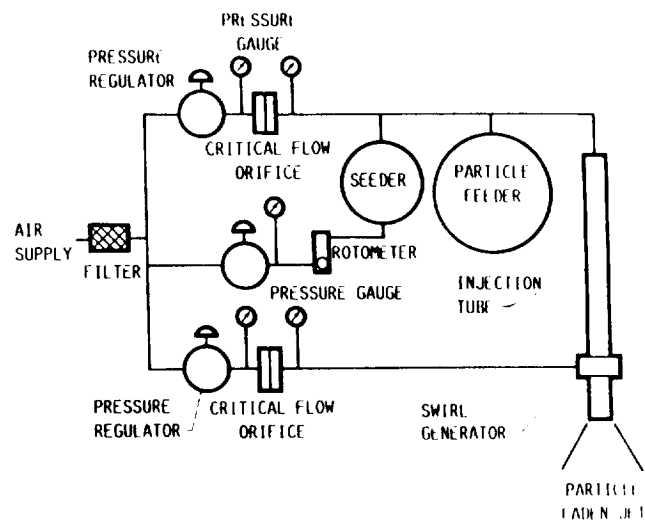 PRESSURE
GAUGE
PRESSURE
REGULATOR
CRITICAL FLOW
ORIFICE
SEEDER
PARTICLE
FEEDER
AIR
SUPPLY
FILTER
ROTOMETER
PRESSURE GAUGE
INJECTION
TUBE
PRESSURE
REGULATOR
CRITICAL FLOW
ORIFICE
SWIRL
GENERATOR
PARTICLE
LADEN JET